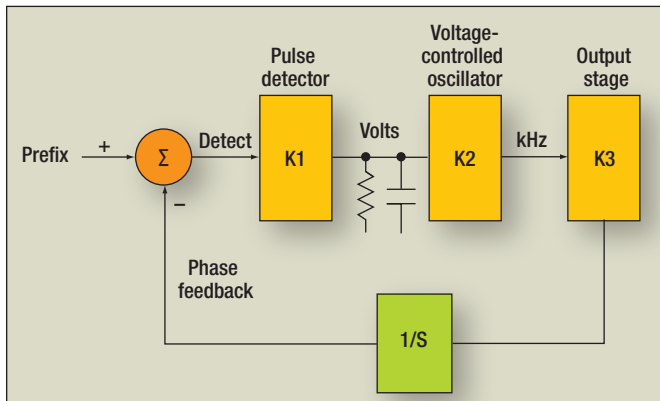 Voltage-
Pulse controlled Output
detector oscillator stage
Prefix + Σ Detect K1 Volts K2 kHz K3
−
Phase
feedback
1/S